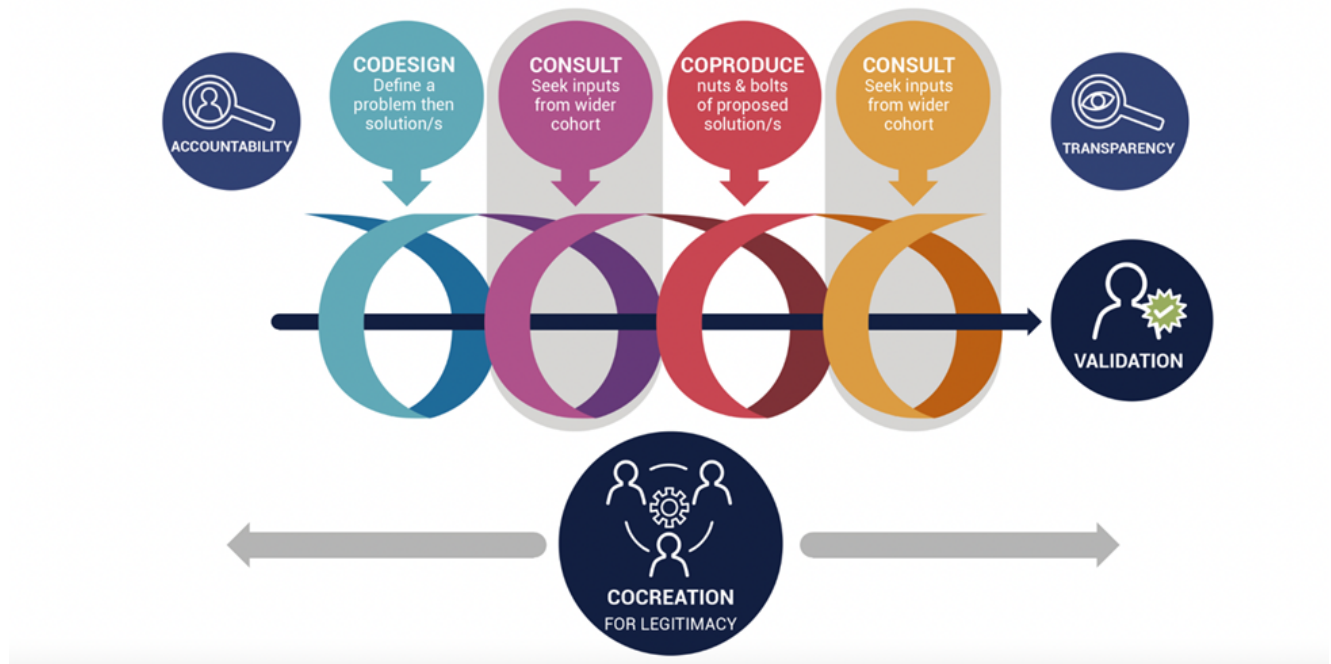 ACCOUNTABILITY
CODESIGN
Define a
problem then
solution/s
CONSULT
Seek inputs
from wider
cohort
COPRODUCE
nuts & bolts
of proposed
solution/s
CONSULT
Seek inputs
from wider
cohort
TRANSPARENCY
VALIDATION
COCREATION
FOR LEGITIMACY